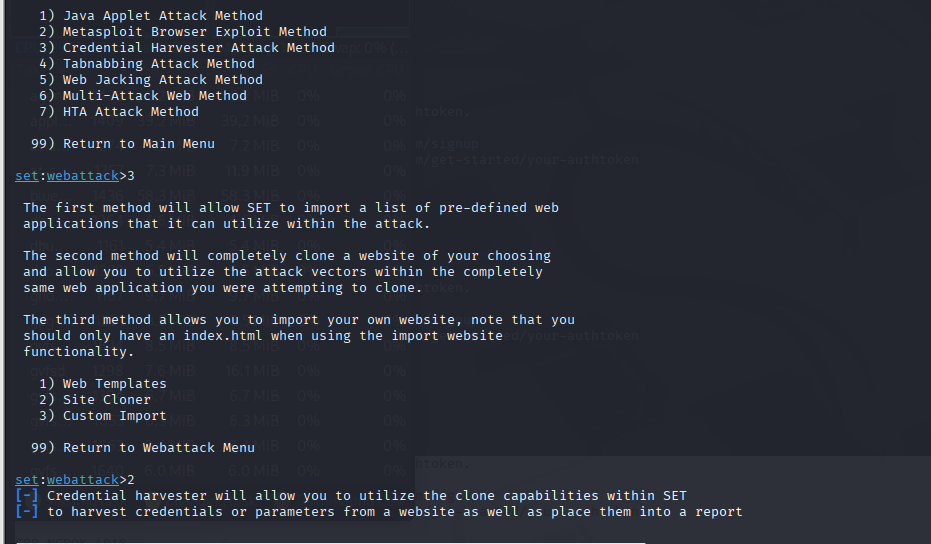 1) Java Applet Attack Method
2) Metasploit Browser Exploit Method
3) Credential Harvester Attack Method
4) Tabnabbing Attack Method
5) Web Jacking Attack Method
6) Multi-Attack Web Method
7) HTA Attack Method
99) Return to Main Menu
set:webattack>3
The first method will allow SET to import a list of pre-defined web
applications that it can utilize within the attack.
The second method will completely clone a website of your choosing
and allow you to utilize the attack vectors within the completely
same web application you were attempting to clone.
The third method allows you to import your own website, note that you
should only have an index.html when using the import website
functionality.
1) Web Templates
2) Site Cloner
3) Custom Import
99) Return to Webattack Menu
set:webattack>2
[-] Credential harvester will allow you to utilize the clone capabilities within SET
[-] to harvest credentials or parameters from a website as well as place them into a report